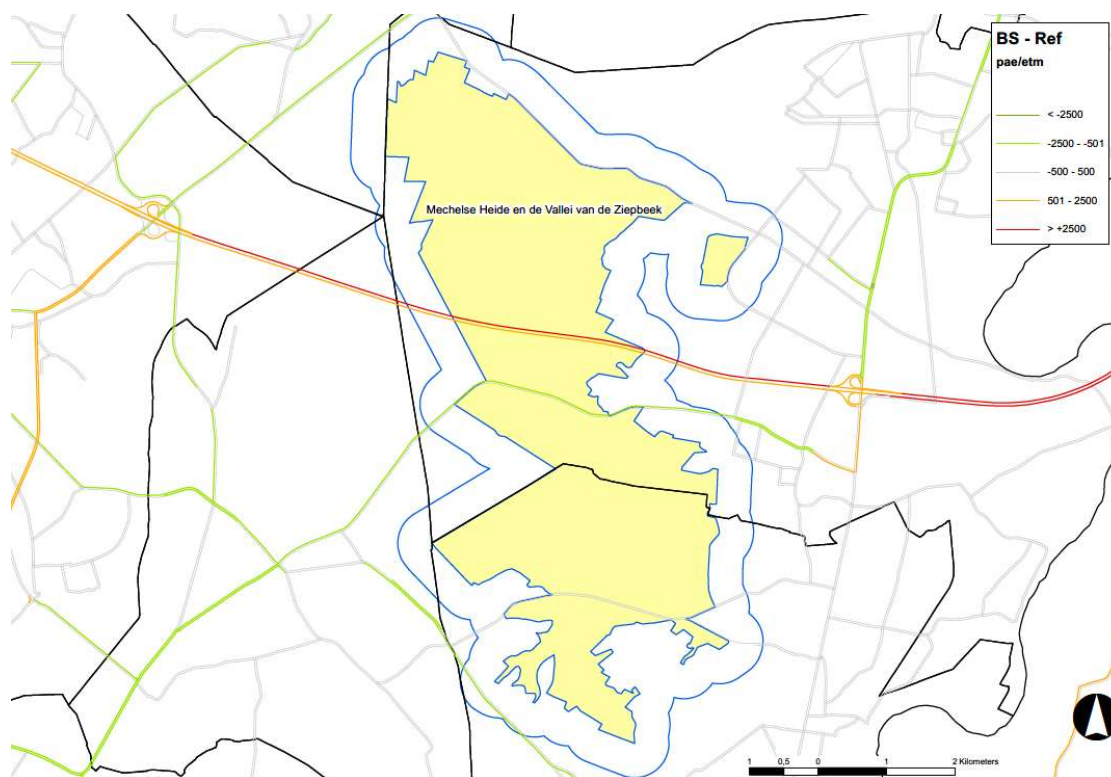 BS - Ref
pae/etm
< -2500
-2500 - -501
-500 - 500
501 - 2500
> +2500
Mechelse Heide en de Vallei van de Ziepbeek
1 0,5 0 1 2 Kilometers